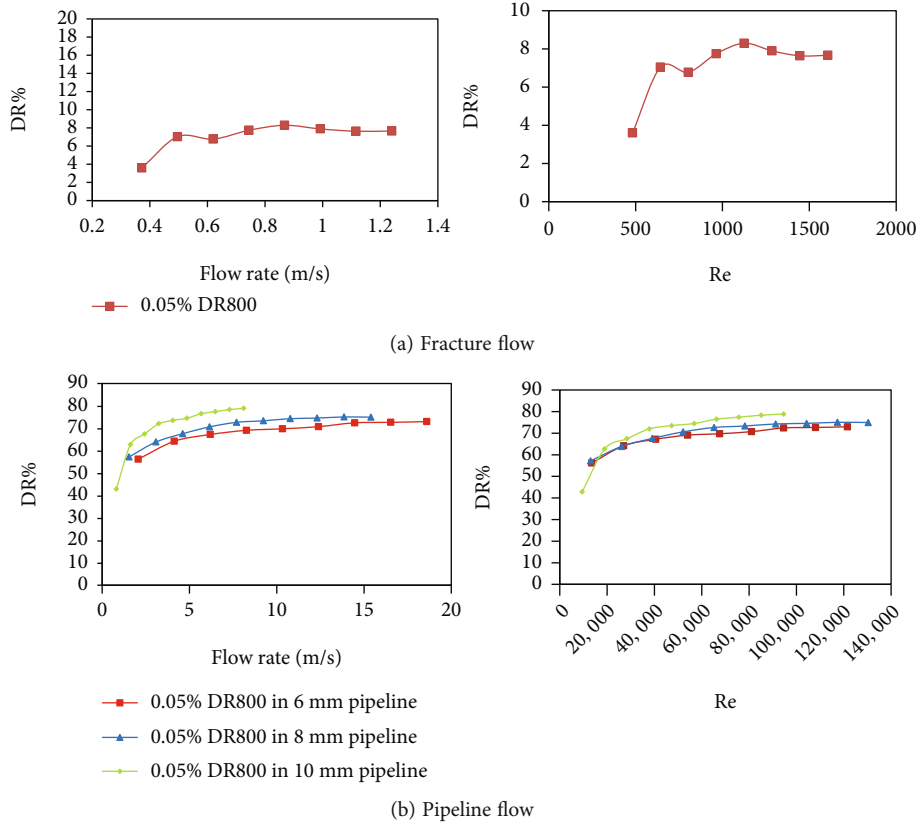 20
18
16
14
12
10
8
6
4
2
0
DR%
0.2 0.4 0.6 0.8 1 1.2 1.4
Flow rate (m/s)
0.05% DR800
10
8
6
4
2
0
DR%
0 500 1000 1500 2000
Re
(a) Fracture flow
90
80
70
60
50
40
30
20
10
0
DR%
0 5 10 15 20
Flow rate (m/s)
90
80
70
60
50
40
30
20
10
0
DR%
0 20, 000 40, 000 60, 000 80, 000 100, 000 120, 000 140, 000
Re
0.05% DR800 in 6 mm pipeline
0.05% DR800 in 8 mm pipeline
0.05% DR800 in 10 mm pipeline
(b) Pipeline flow